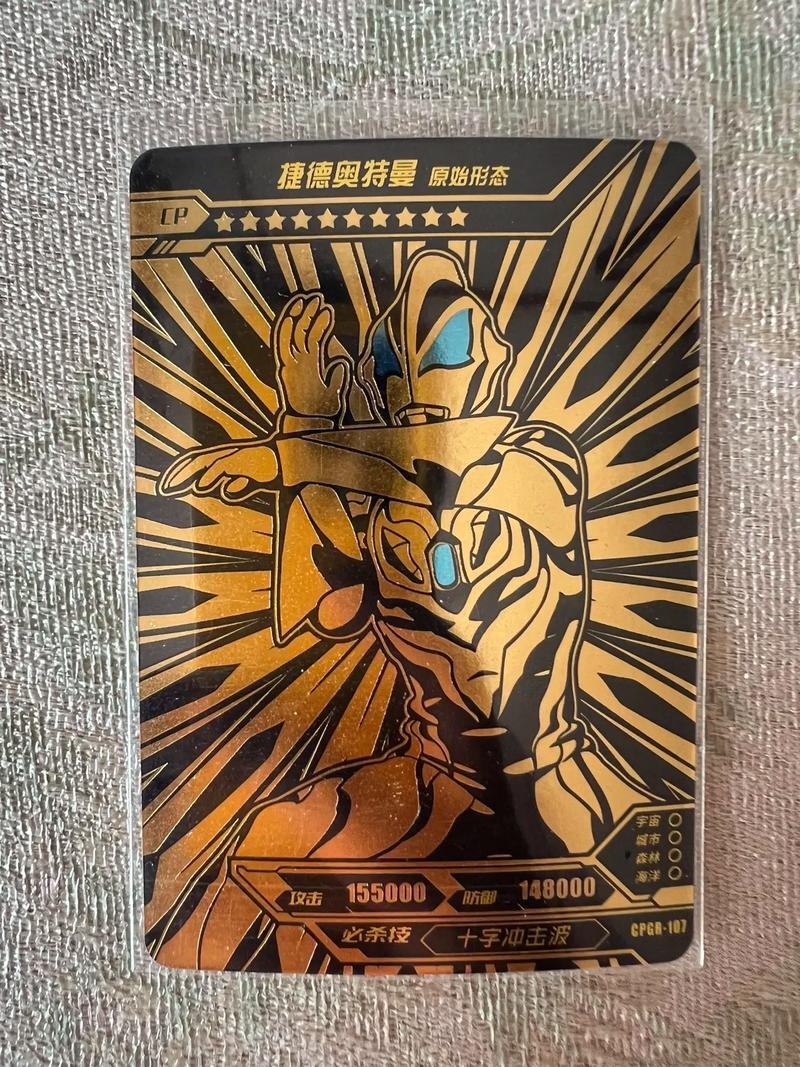 捷德奥特曼 原始形态
CP ★★★★★★★★★★
宇宙 ○
城市 ○
森林 ○
海洋 ○
攻击 155000 防御 148000
必杀技 十字冲击波
CPGR-107